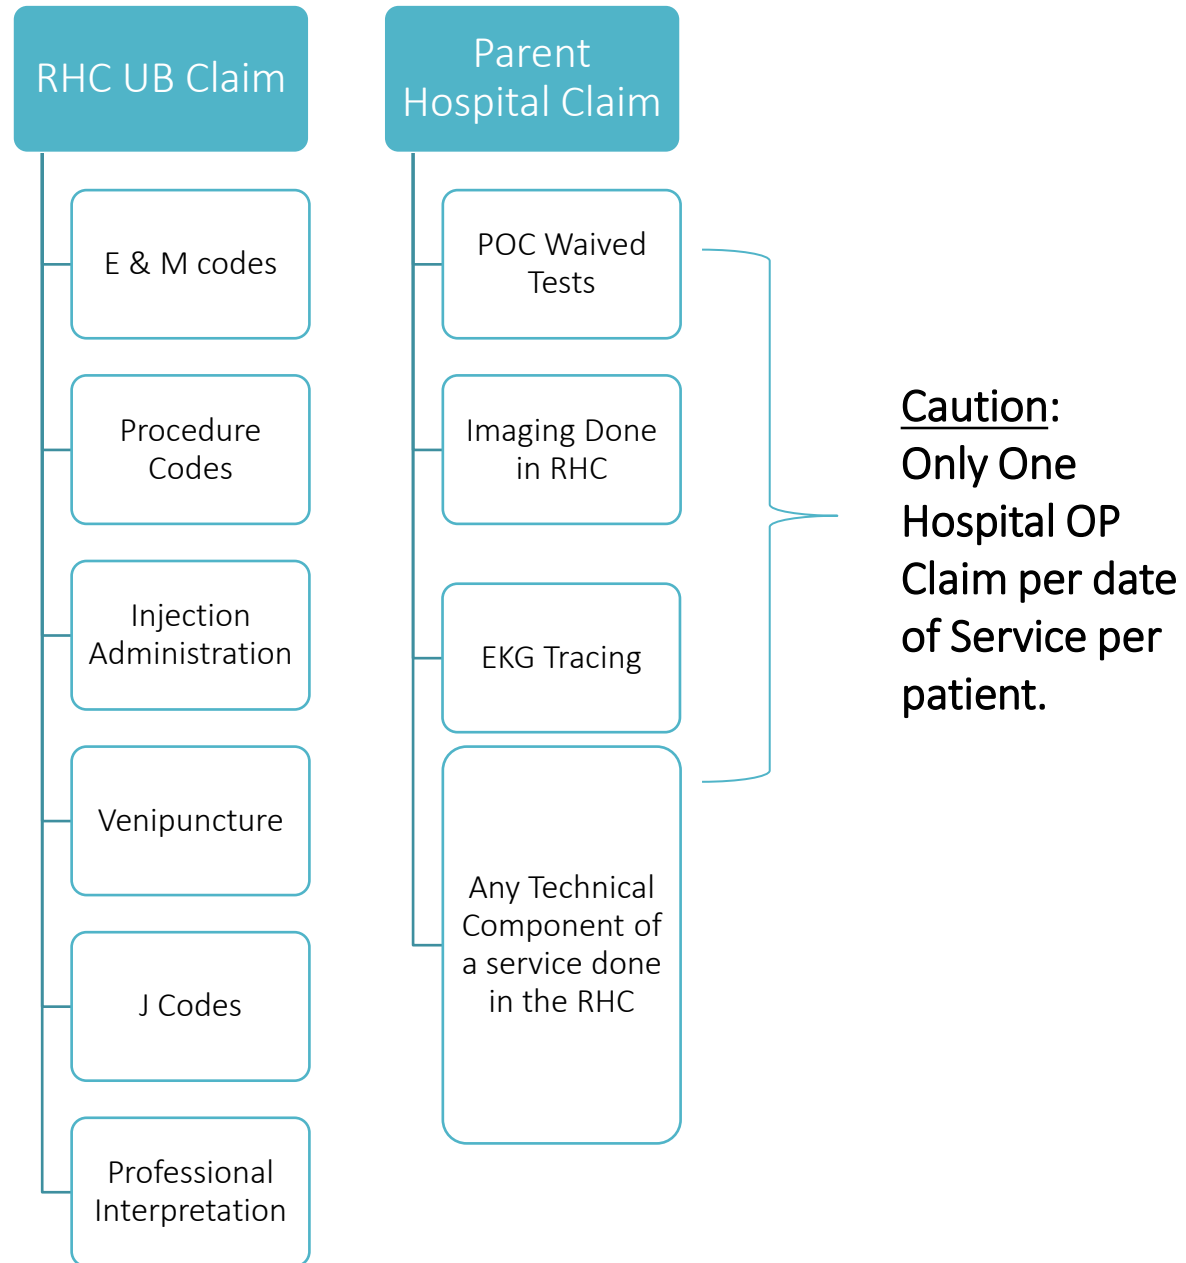 RHC UB Claim
E & M codes
Procedure
Codes
Injection
Administration
Venipuncture
J Codes
Professional
Interpretation
Parent
Hospital Claim
POC Waived
Tests
Imaging Done
in RHC
EKG Tracing
Any Technical
Component of
a service done
in the RHC
Caution:
Only One
Hospital OP
Claim per date
of Service per
patient.